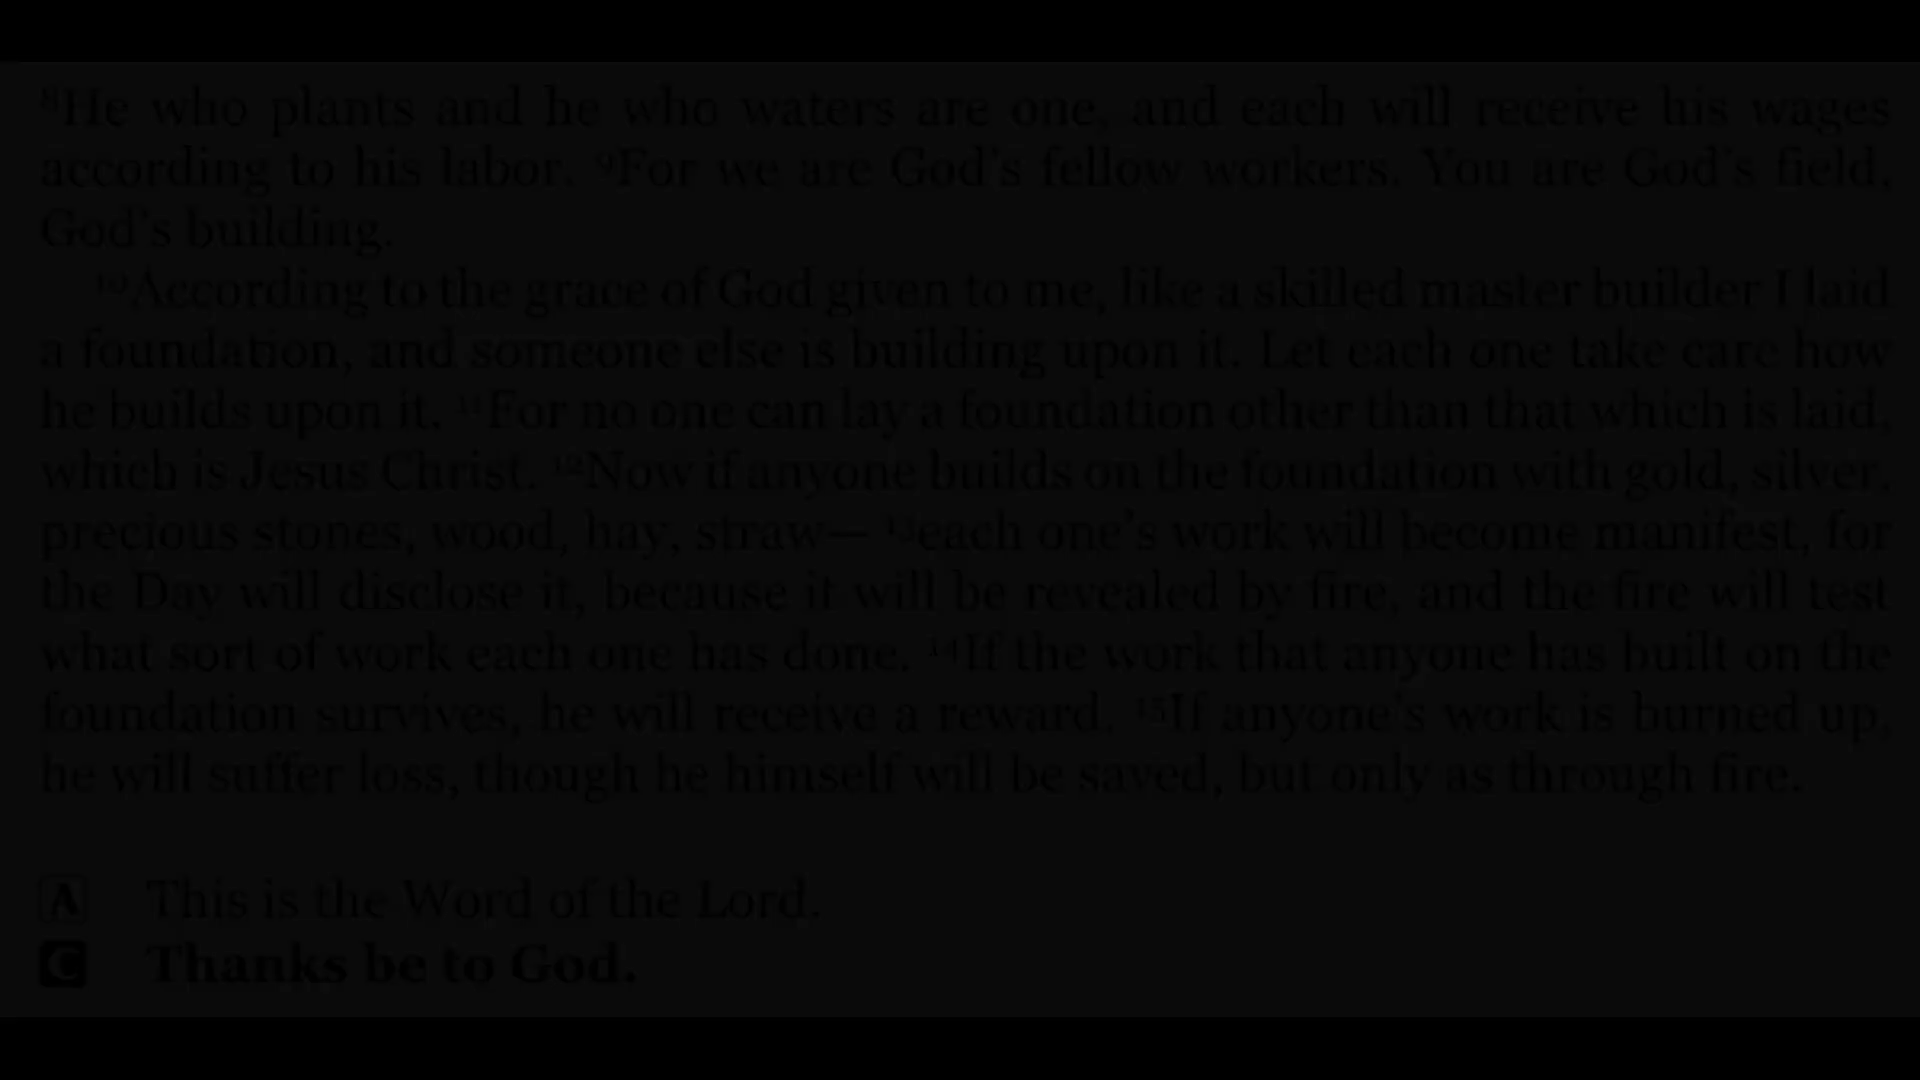 ⁸He who plants and he who waters are one, and each will receive his wages
according to his labor. ⁹For we are God’s fellow workers. You are God’s field,
God’s building.
¹⁰According to the grace of God given to me, like a skilled master builder I laid
a foundation, and someone else is building upon it. Let each one take care how
he builds upon it. ¹¹For no one can lay a foundation other than that which is laid,
which is Jesus Christ. ¹²Now if anyone builds on the foundation with gold, silver,
precious stones, wood, hay, straw— ¹³each one’s work will become manifest, for
the Day will disclose it, because it will be revealed by fire, and the fire will test
what sort of work each one has done. ¹⁴If the work that anyone has built on the
foundation survives, he will receive a reward. ¹⁵If anyone’s work is burned up,
he will suffer loss, though he himself will be saved, but only as through fire.
A This is the Word of the Lord.
C Thanks be to God.